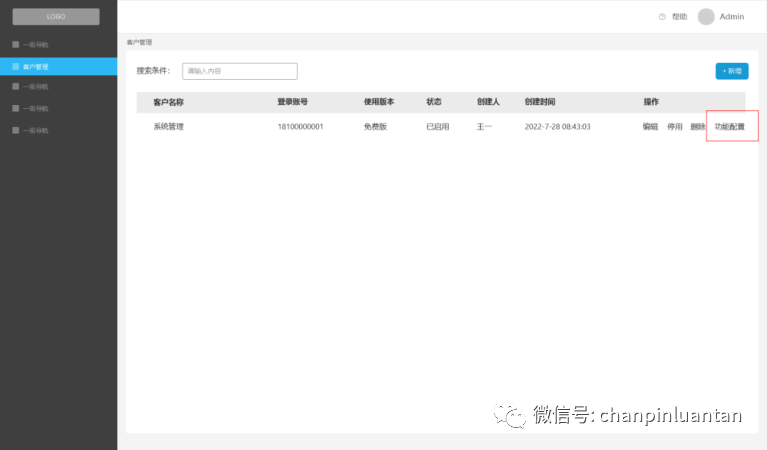 LOGO
帮助 Admin
一级导航
客户管理
一级导航
一级导航
一级导航
客户管理
搜索条件： 请输入内容 + 新增
客户名称 登录账号 使用版本 状态 创建人 创建时间 操作
系统管理 18100000001 免费版 已启用 王一 2022-7-28 08:43:03 编辑 停用 删除 功能配置
微信号: chanpinluantan